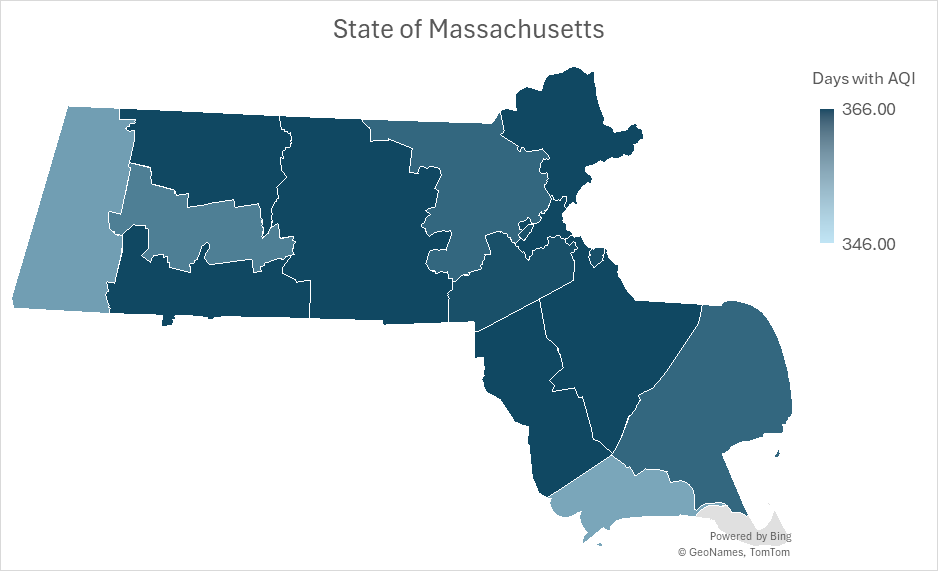 State of Massachusetts
Days with AQI
366.00
346.00
Powered by Bing
© GeoNames, TomTom